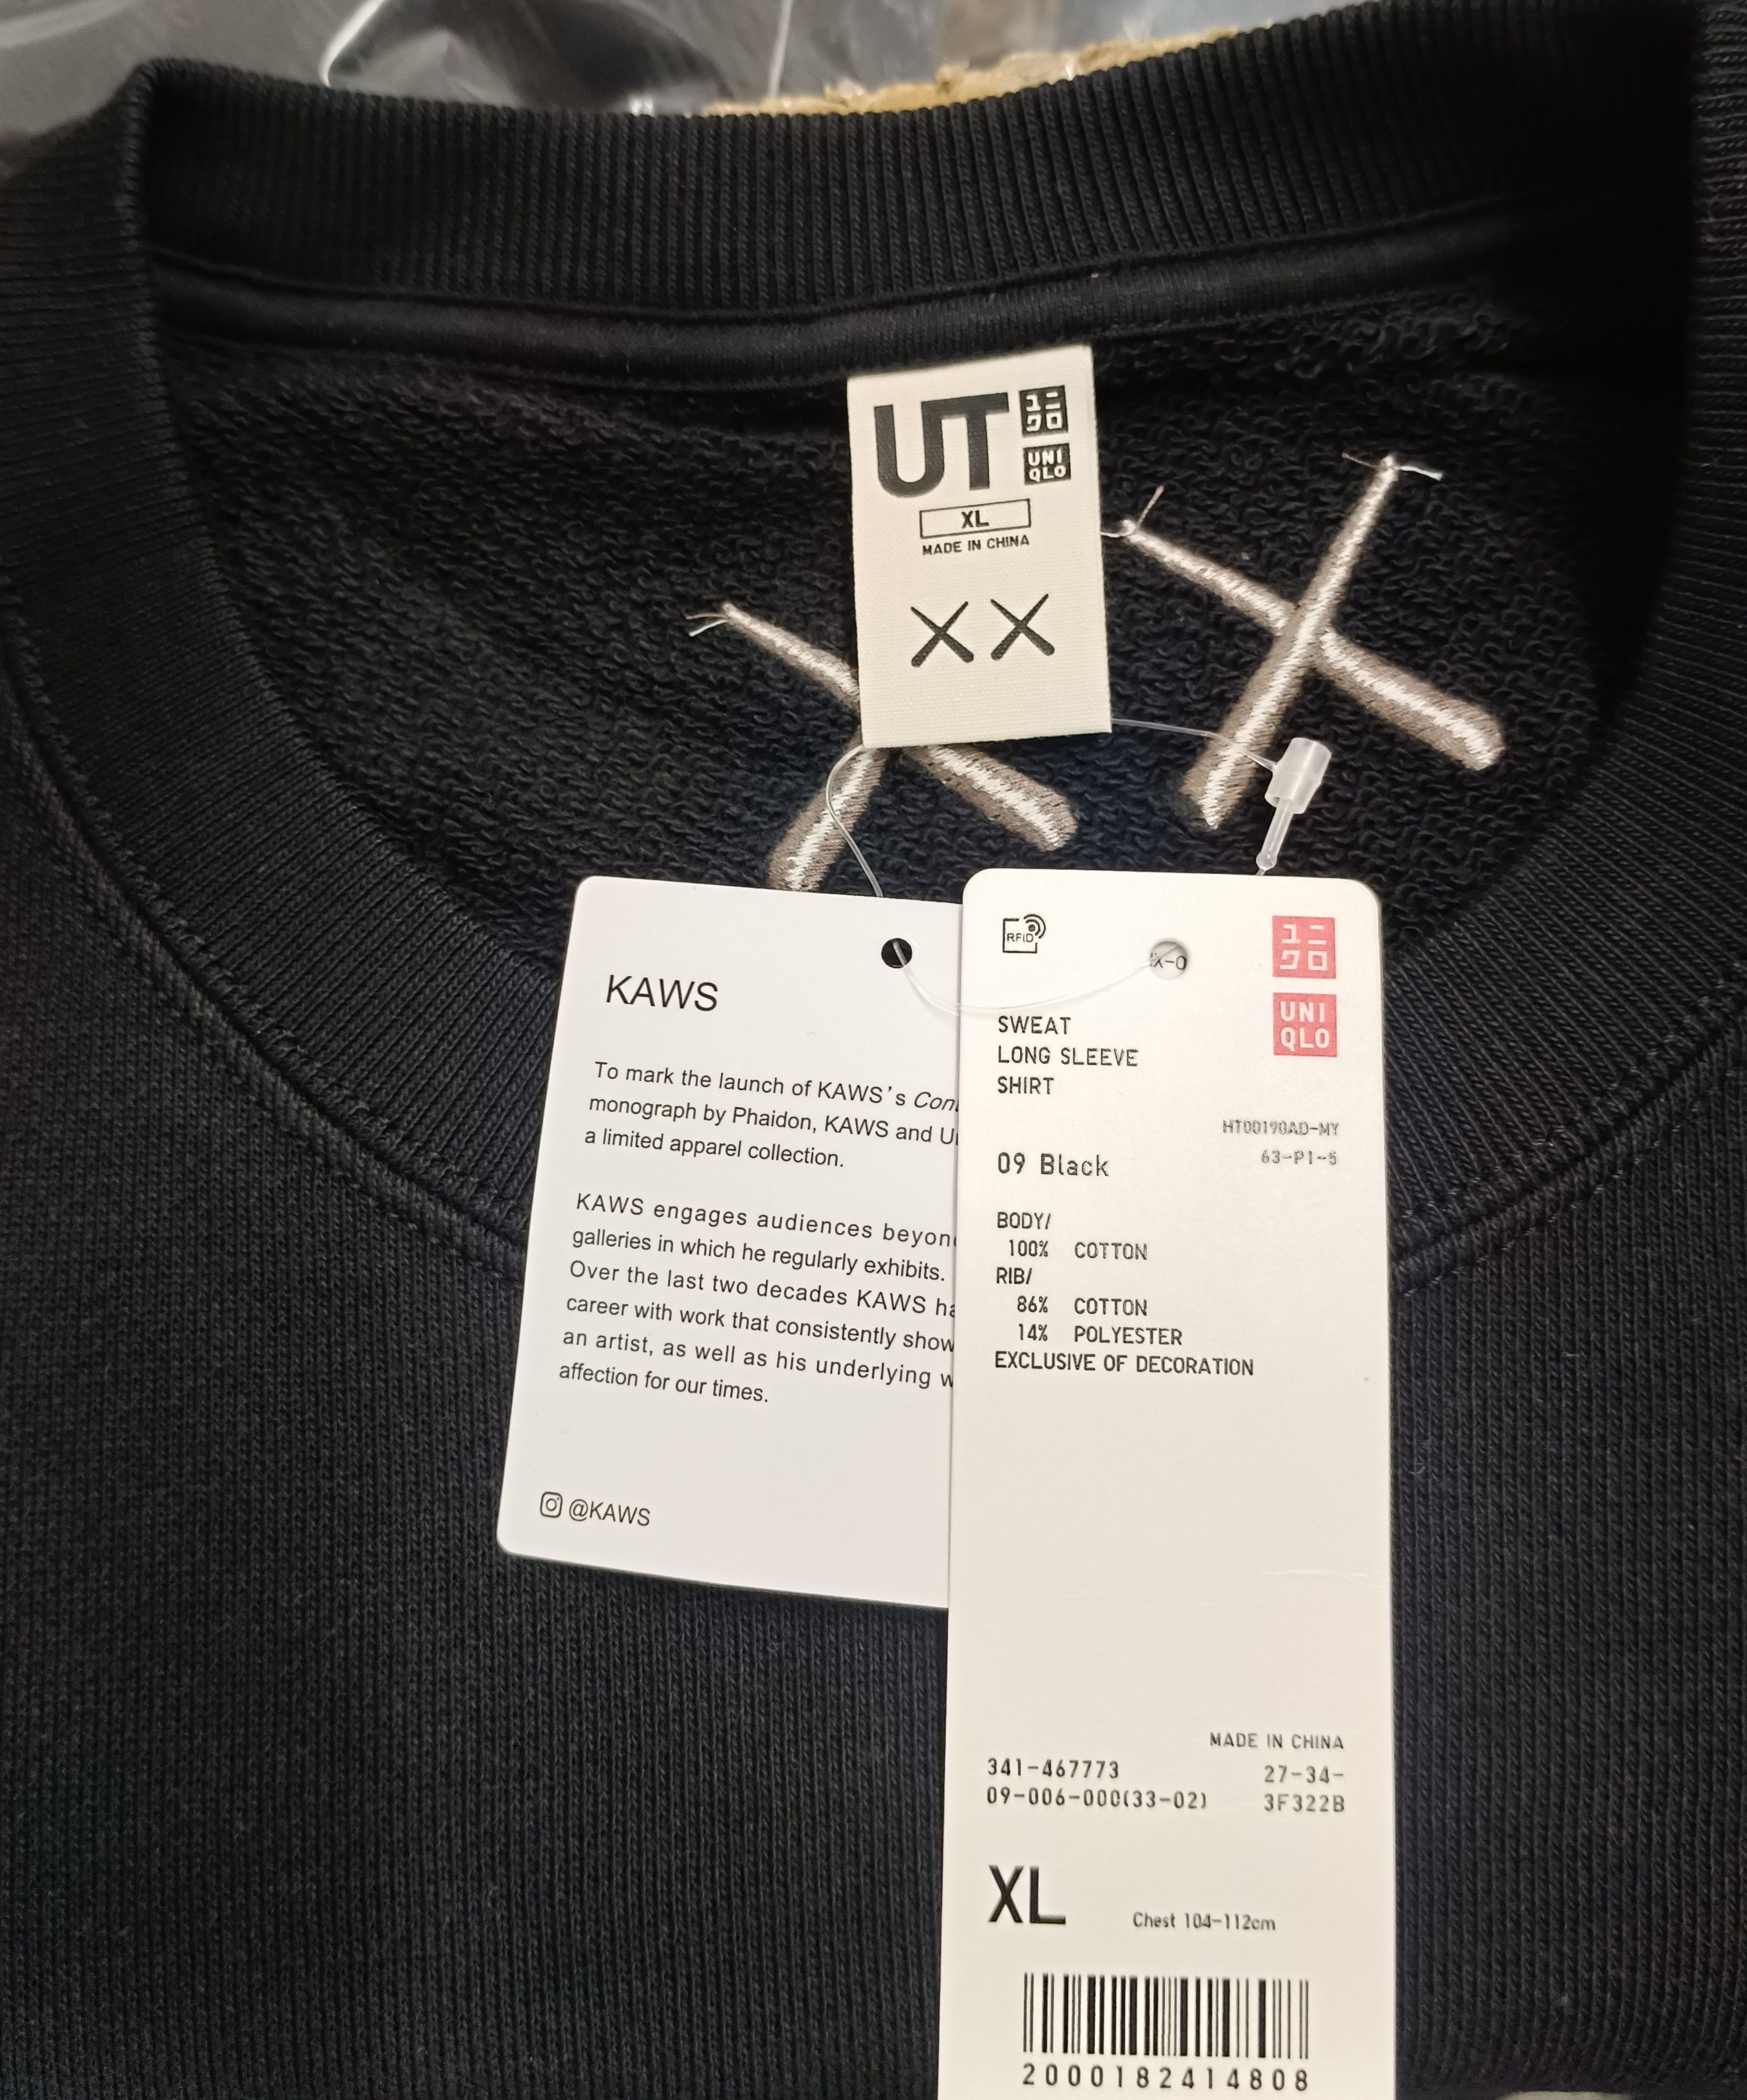 UT
ユニ
クロ
UNI
QLO
XL
MADE IN CHINA
XX
KAWS
To mark the launch of KAWS's
monograph by Phaidon, KAWS and
a limited apparel collection.
KAWS engages audiences
galleries in which he regularly exhibits.
Over the last two decades KAWS
career with work that consistently
an artist, as well as his underlying
affection for our times.
@KAWS
RFID
ユニ
クロ
UNI
QLO
SWEAT
LONG SLEEVE
SHIRT
HT00190AD-MY
63-P1-5
09 Black
BODY/
100% COTTON
RIB/
86% COTTON
14% POLYESTER
EXCLUSIVE OF DECORATION
MADE IN CHINA
341-467773 27-34-
09-006-000(33-02) 3F322B
XL Chest 104-112cm
2000182414808